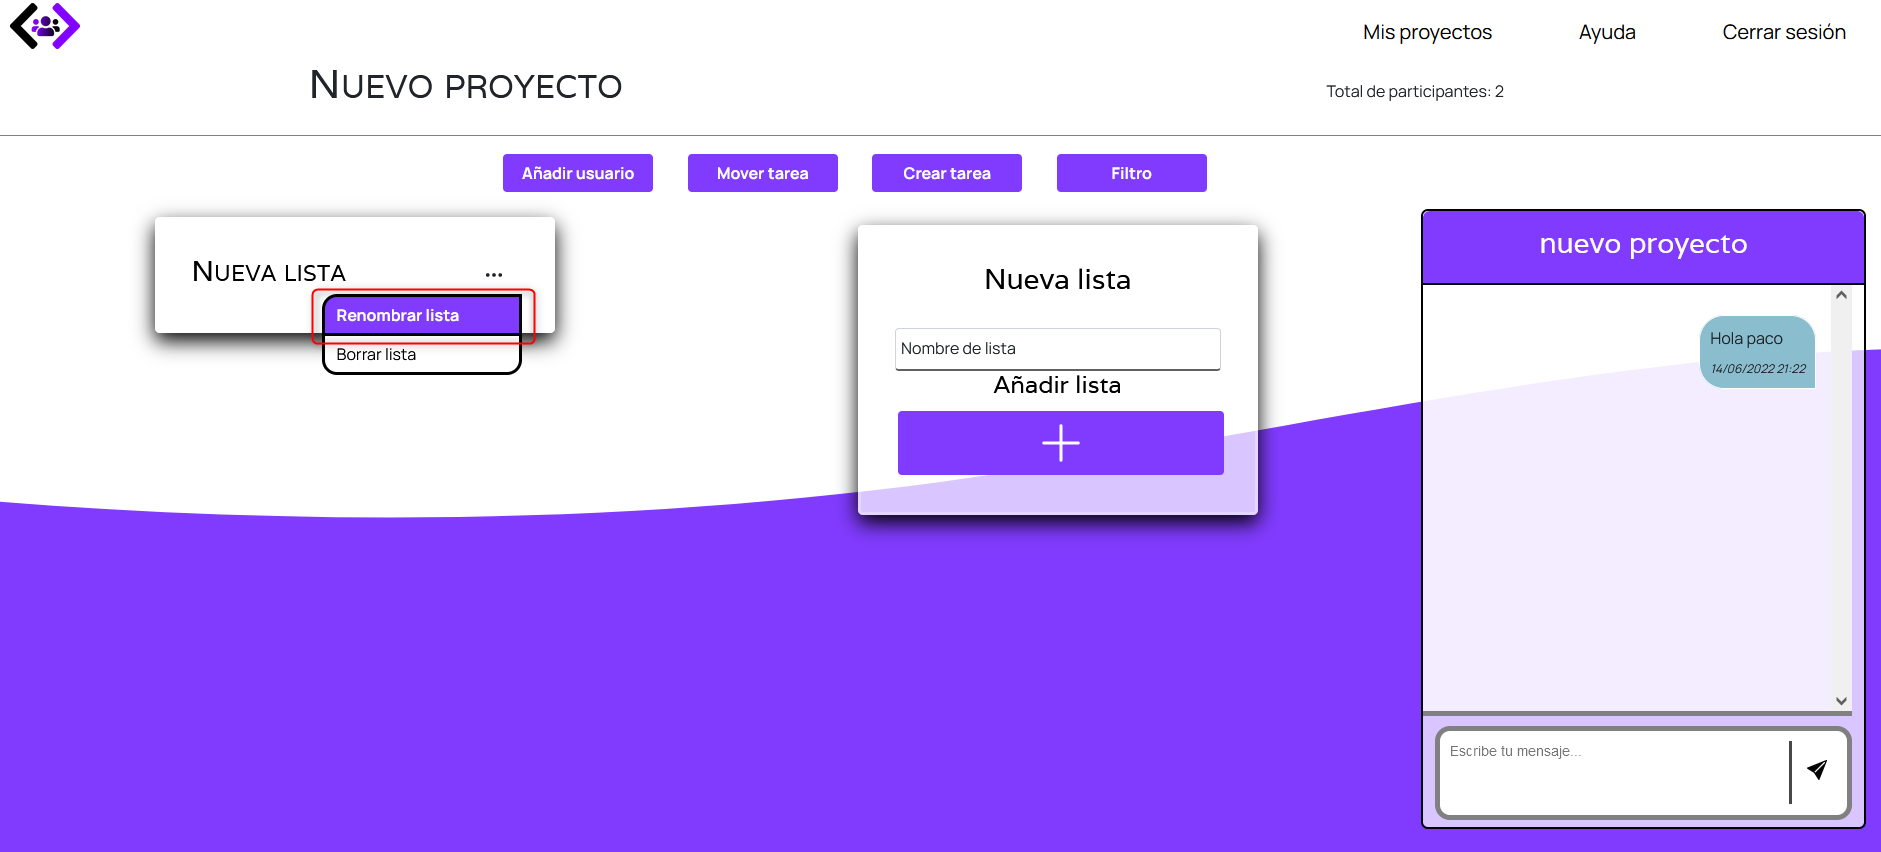 Mis proyectos Ayuda Cerrar sesión
NUEVO PROYECTO
Total de participantes: 2
Añadir usuario Mover tarea Crear tarea Filtro
NUEVA LISTA ...
Renombrar lista
Borrar lista
Nueva lista
Nombre de lista
Añadir lista
nuevo proyecto
Hola paco
14/06/2022 21:22
Escribe tu mensaje...